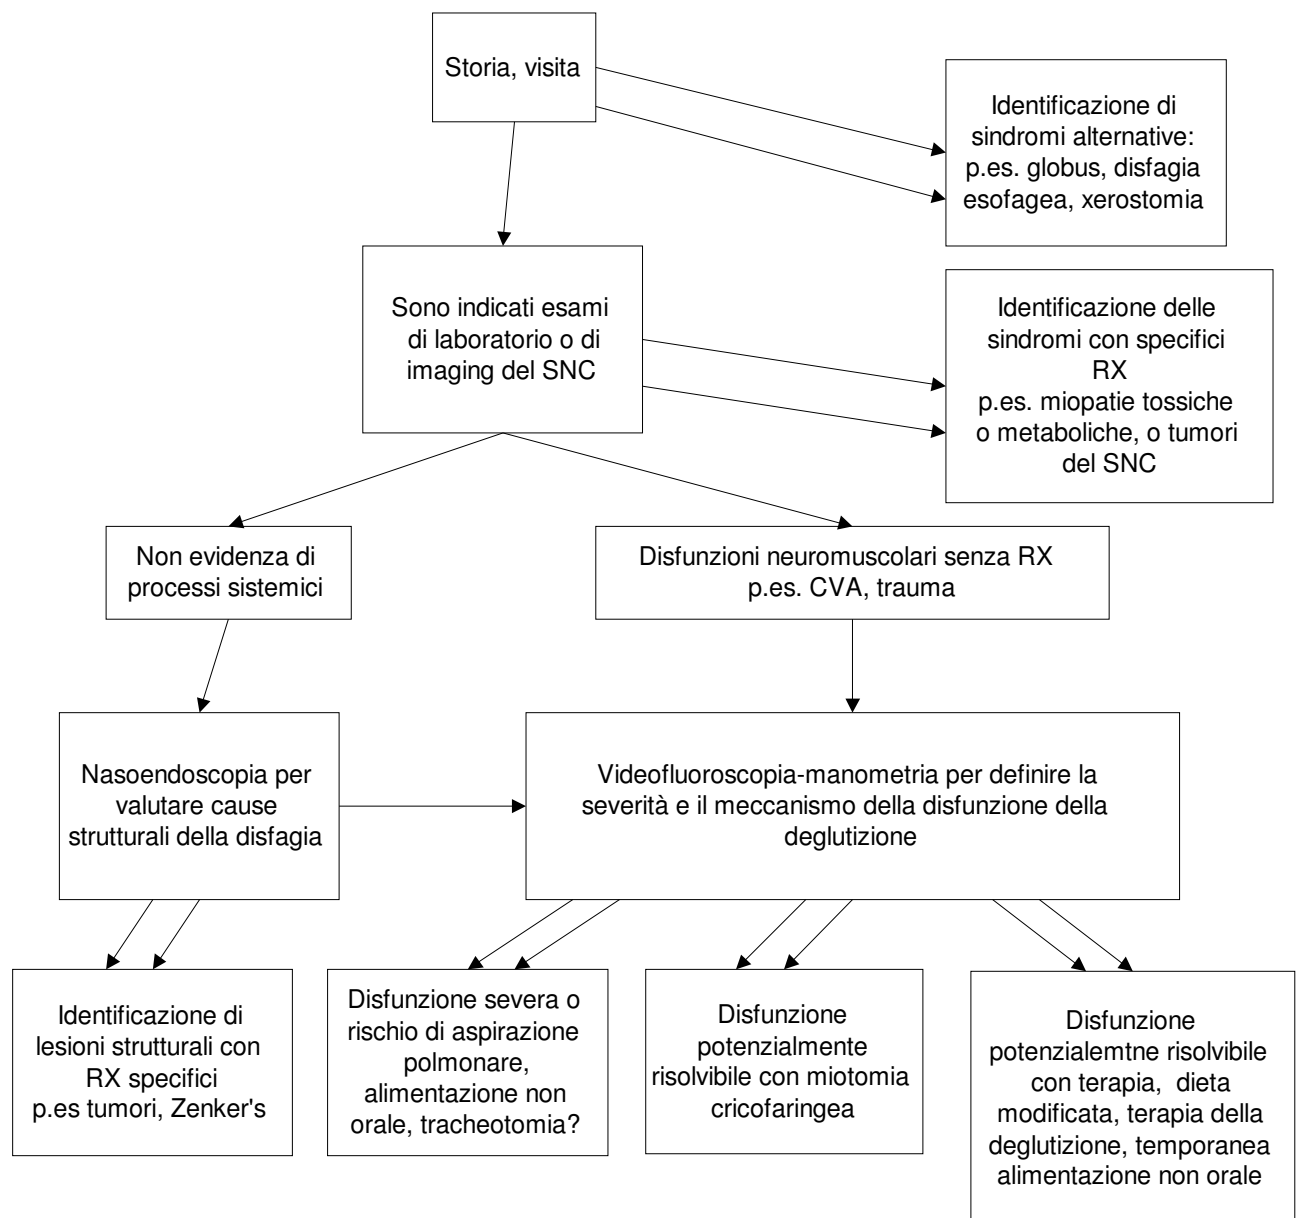 Storia, visita
Identificazione di
sindromi alternative:
p.es. globus, disfagia
esofagea, xerostomia
Sono indicati esami
di laboratorio o di
imaging del SNC
Identificazione delle
sindromi con specifici
RX
p.es. miopatie tossiche
o metaboliche, o tumori
del SNC
Non evidenza di
processi sistemici
Disfunzioni neuromuscolari senza RX
p.es. CVA, trauma
Nasoendoscopia per
valutare cause
strutturali della disfagia
Videofluoroscopia-manometria per definire la
severità e il meccanismo della disfunzione della
deglutizione
Identificazione di
lesioni strutturali con
RX specifici
p.es tumori, Zenker's
Disfunzione severa o
rischio di aspirazione
polmonare,
alimentazione non
orale, tracheotomia?
Disfunzione
potenzialmente
risolvibile con miotomia
cricofaringea
Disfunzione
potenzialemtne risolvibile
con terapia, dieta
modificata, terapia della
deglutizione, temporanea
alimentazione non orale